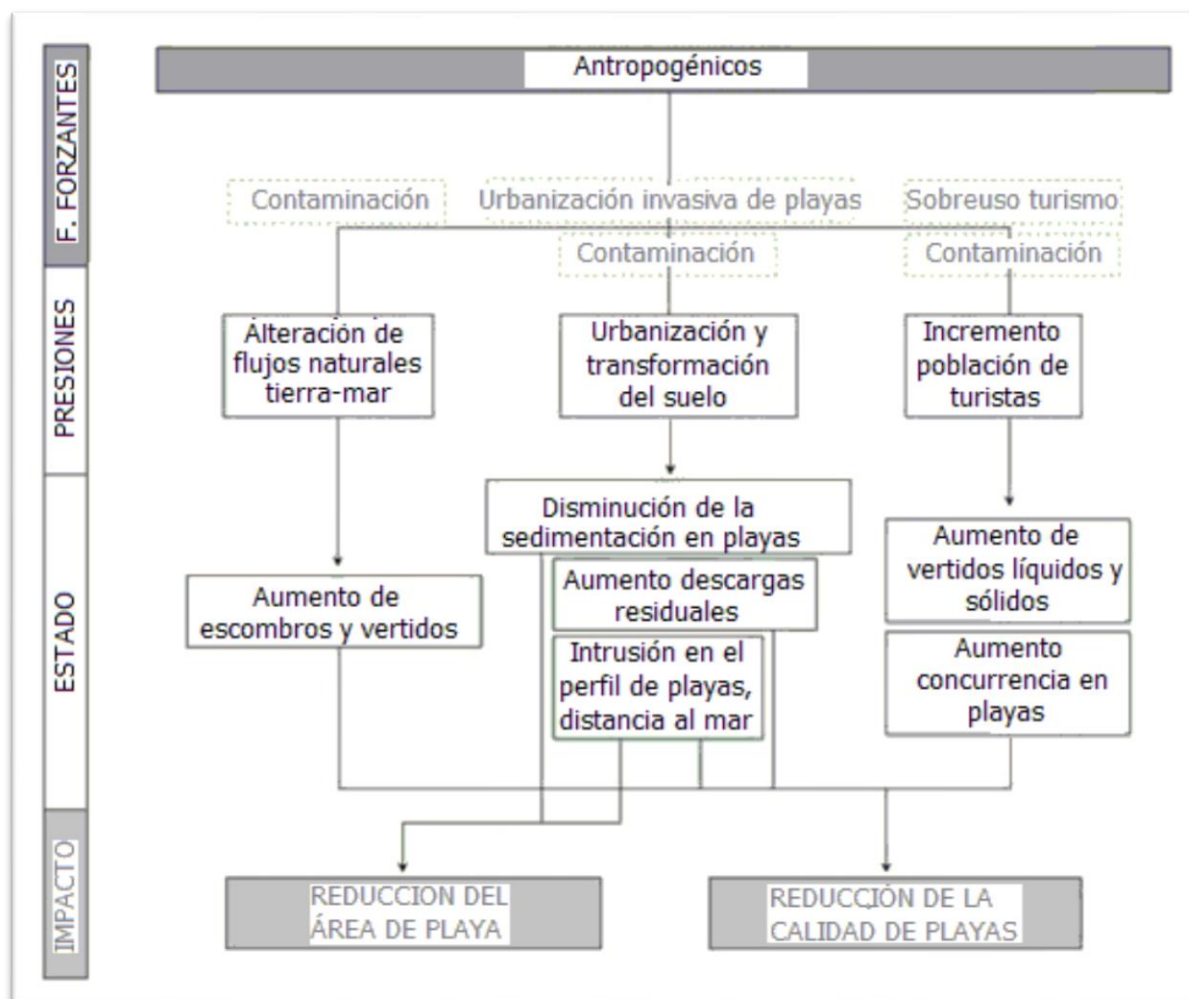 F. FORZANTES
Antropogénicos
Contaminación
Urbanización invasiva de playas
Sobreuso turismo
Contaminación
Contaminación
PRESIONES
Alteración de
flujos naturales
tierra-mar
Urbanización y
transformación
del suelo
Incremento
población de
turistas
ESTADO
Aumento de
escombros y vertidos
Disminución de la
sedimentación en playas
Aumento descargas
residuales
Intrusión en el
perfil de playas,
distancia al mar
Aumento de
vertidos líquidos y
sólidos
Aumento
concurrencia en
playas
IMPACTO
REDUCCION DEL
ÁREA DE PLAYA
REDUCCIÓN DE LA
CALIDAD DE PLAYAS